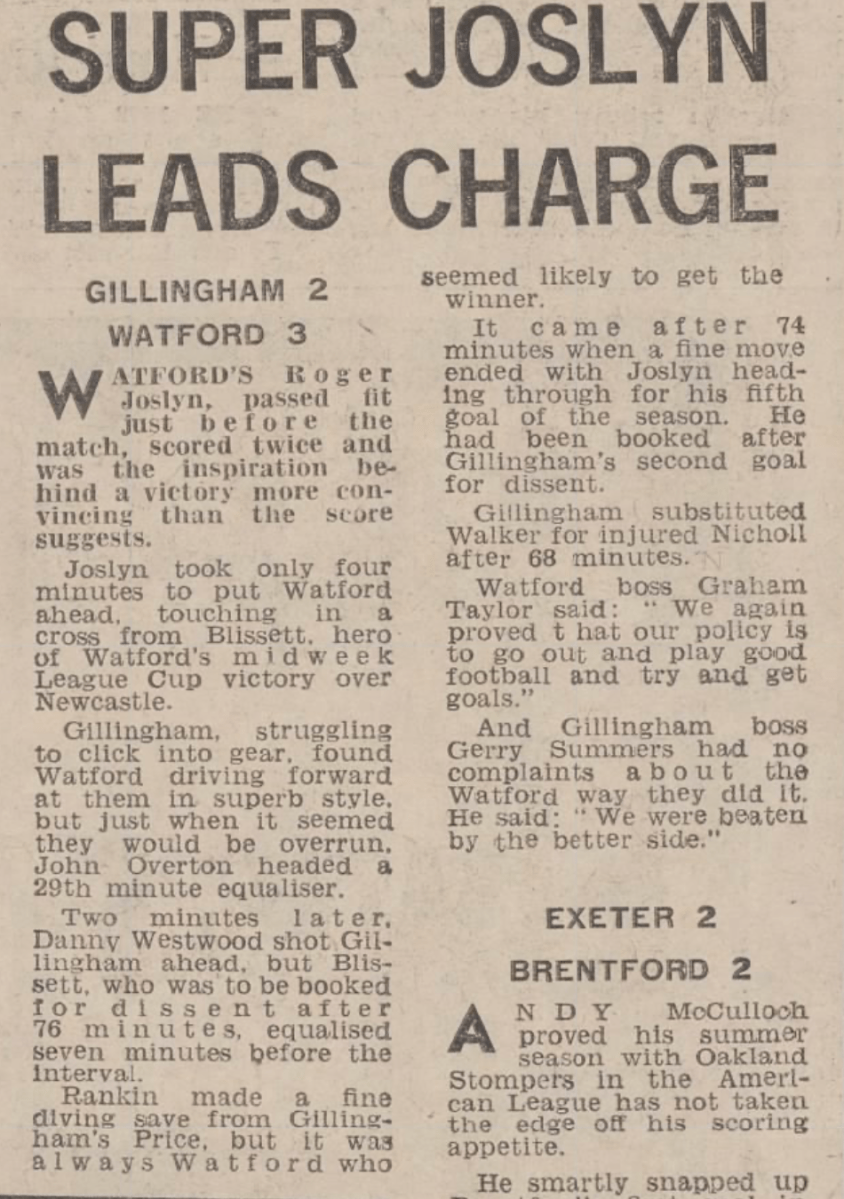 SUPER JOSLYN
LEADS CHARGE
GILLINGHAM 2
WATFORD 3
WATFORD'S Roger
Joslyn, passed fit
just before the
match, scored twice and
was the inspiration be-
hind a victory more con-
vincing than the score
suggests.
Joslyn took only four
minutes to put Watford
ahead, touching in a
cross from Blissett, hero
of Watford's midweek
League Cup victory over
Newcastle.
Gillingham, struggling
to click into gear, found
Watford driving forward
at them in superb style,
but just when it seemed
they would be overrun,
John Overton headed a
29th minute equaliser.
Two minutes later,
Danny Westwood shot Gil-
lingham ahead, but Blis-
sett, who was to be booked
for dissent after
76 minutes, equalised
seven minutes before the
interval.
Rankin made a fine
diving save from Gilling-
ham's Price, but it was
always Watford who
seemed likely to get the
winner.
It came after 74
minutes when a fine move
ended with Joslyn head-
ing through for his fifth
goal of the season. He
had been booked after
Gillingham's second goal
for dissent.
Gillingham substituted
Walker for injured Nicholl
after 68 minutes.
Watford boss Graham
Taylor said: "We again
proved t hat our policy is
to go out and play good
football and try and get
goals."
And Gillingham boss
Gerry Summers had no
complaints about the
Watford way they did it.
He said: "We were beaten
by the better side."
EXETER 2
BRENTFORD 2
ANDY McCulloch
proved his summer
season with Oakland
Stompers in the Ameri-
can League has not taken
the edge off his scoring
appetite.
He smartly snapped up